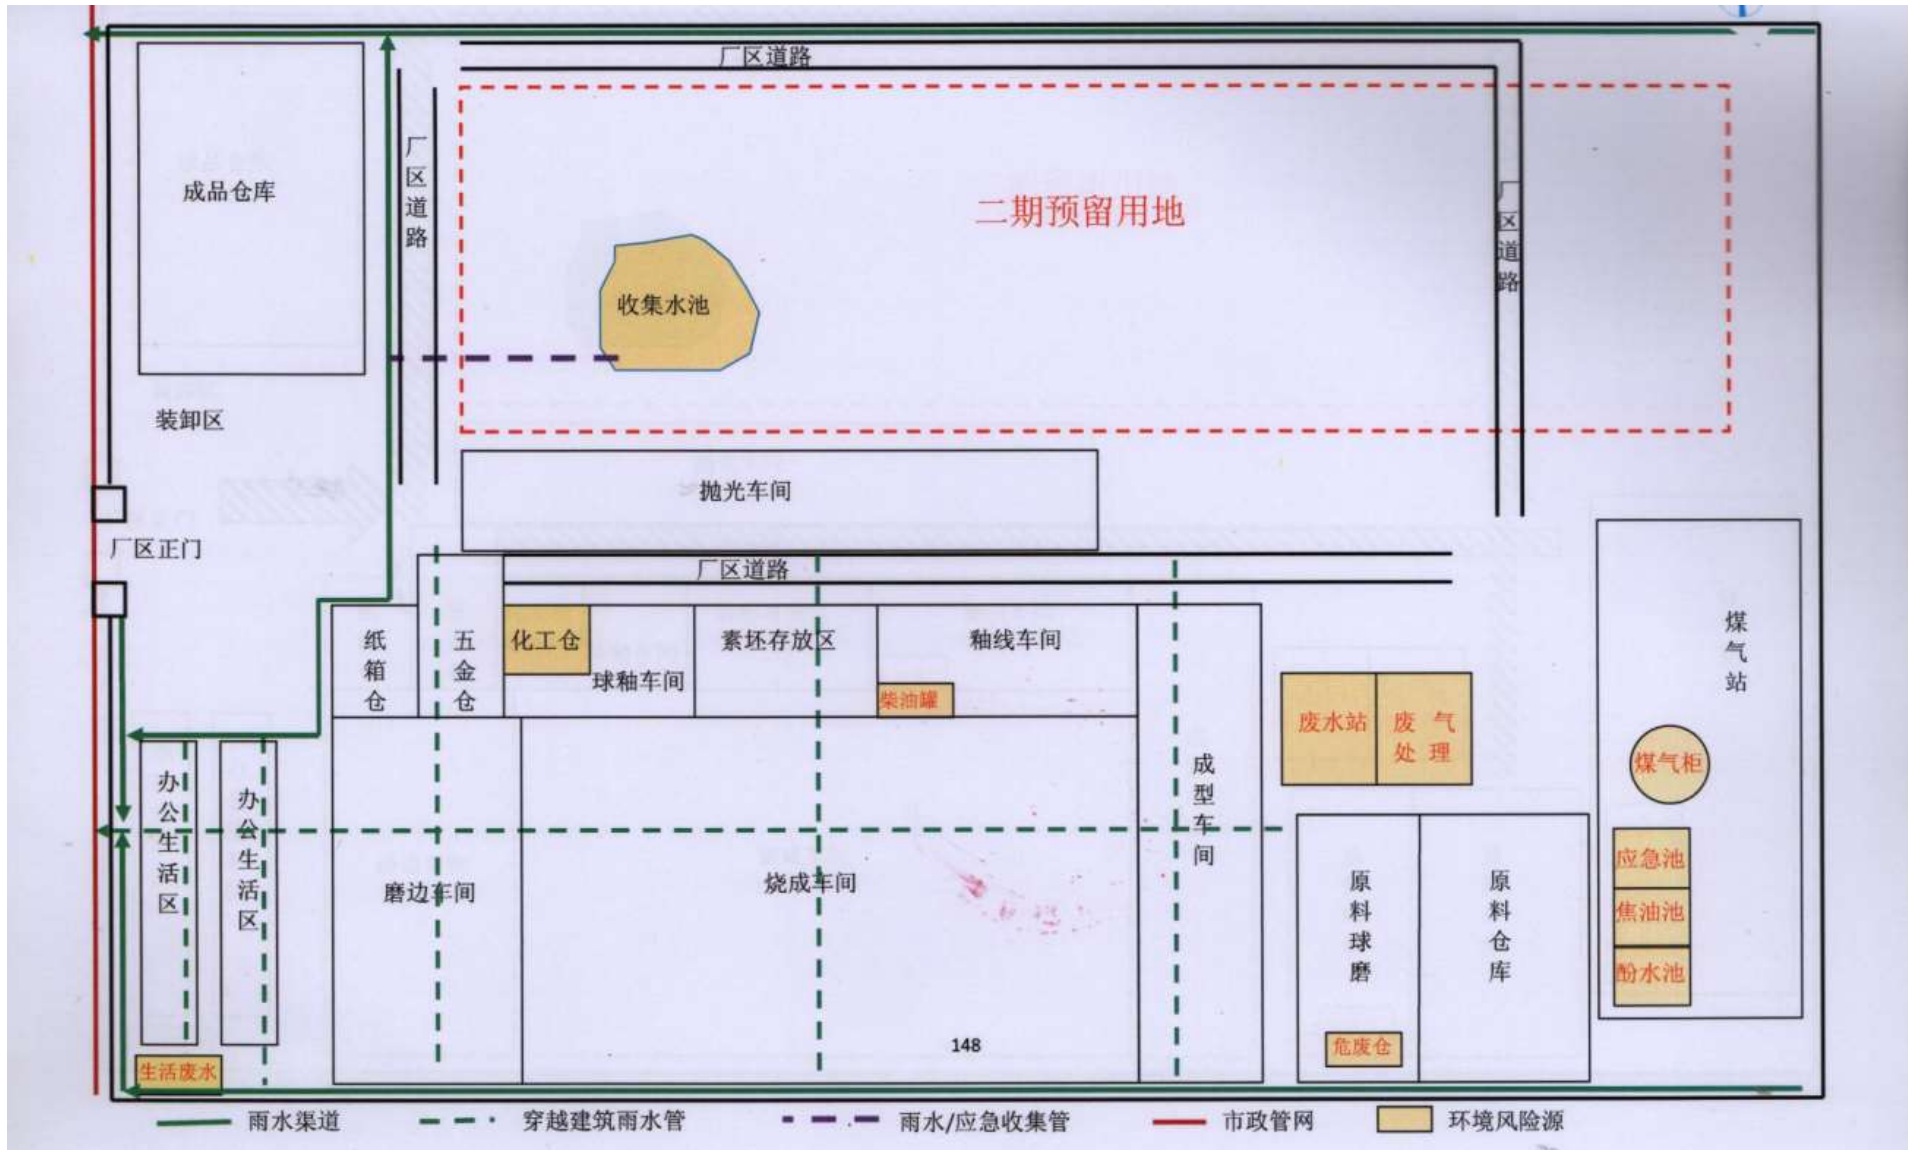 厂区道路
厂区道路
成品仓库
二期预留用地
厂区道路
收集水池
装卸区
抛光车间
厂区正门
厂区道路
纸箱仓
五金仓
化工仓
球釉车间
素坯存放区
釉线车间
柴油罐
煤气站
废水站
废气处理
煤气柜
办公生活区
办公生活区
成型车间
磨边车间
烧成车间
原料球磨
原料仓库
应急池
焦油池
酚水池
148
危废仓
生活废水
雨水渠道
穿越建筑雨水管
雨水/应急收集管
市政管网
环境风险源